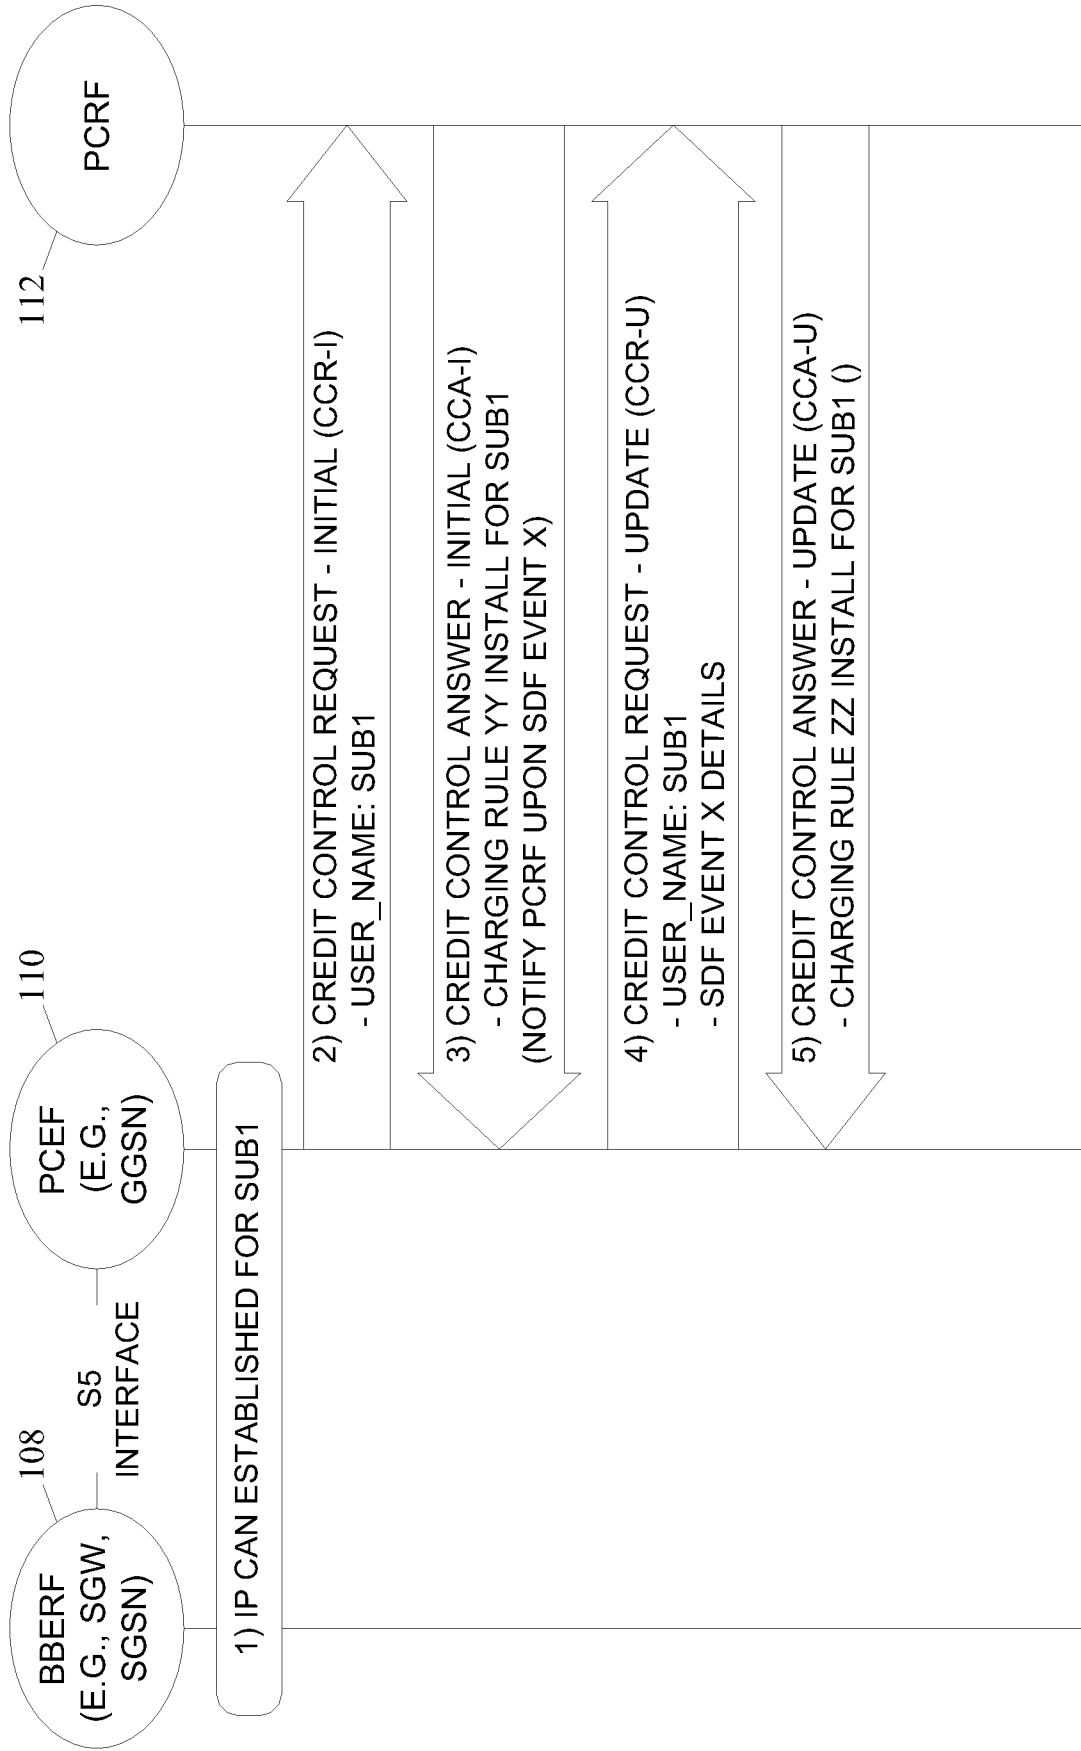 108
BBERF
(E.G., SGW,
SGSN)
S5
INTERFACE
110
PCEF
(E.G.,
GGSN)
112
PCRF
1) IP CAN ESTABLISHED FOR SUB1
2) CREDIT CONTROL REQUEST - INITIAL (CCR-I)
- USER_NAME: SUB1
3) CREDIT CONTROL ANSWER - INITIAL (CCA-I)
- CHARGING RULE YY INSTALL FOR SUB1
(NOTIFY PCRF UPON SDF EVENT X)
4) CREDIT CONTROL REQUEST - UPDATE (CCR-U)
- USER_NAME: SUB1
- SDF EVENT X DETAILS
5) CREDIT CONTROL ANSWER - UPDATE (CCA-U)
- CHARGING RULE ZZ INSTALL FOR SUB1 ()